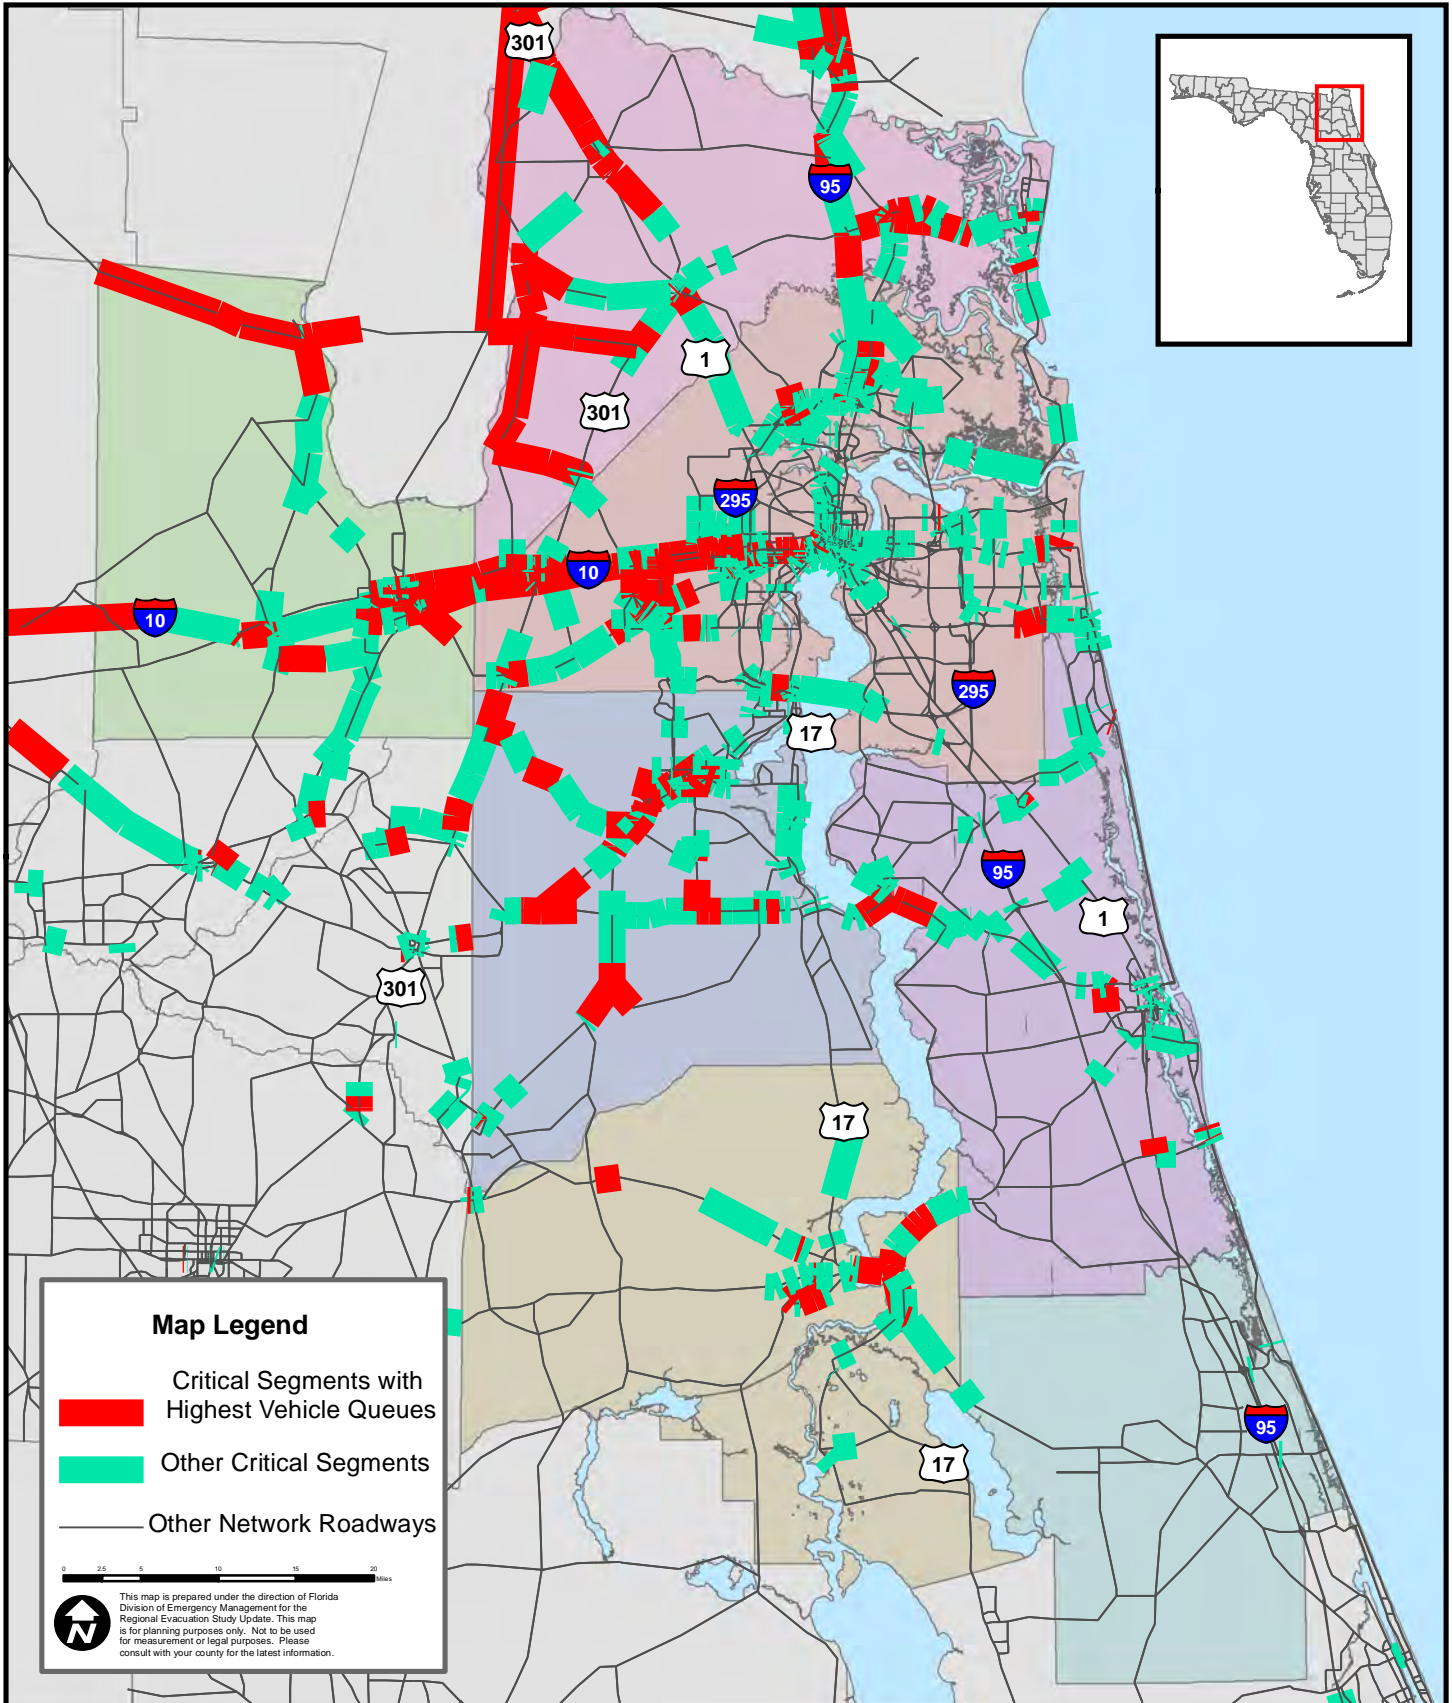 301
95
1
301
295
10
10
295
17
95
1
301
17
17
95
Map Legend
Critical Segments with
Highest Vehicle Queues
Other Critical Segments
Other Network Roadways
0 2.5 5 10 15 20
Miles
N
This map is prepared under the direction of Florida
Division of Emergency Management for the
Regional Evacuation Study Update. This map
is for planning purposes only. Not to be used
for measurement or legal purposes. Please
consult with your county for the latest information.